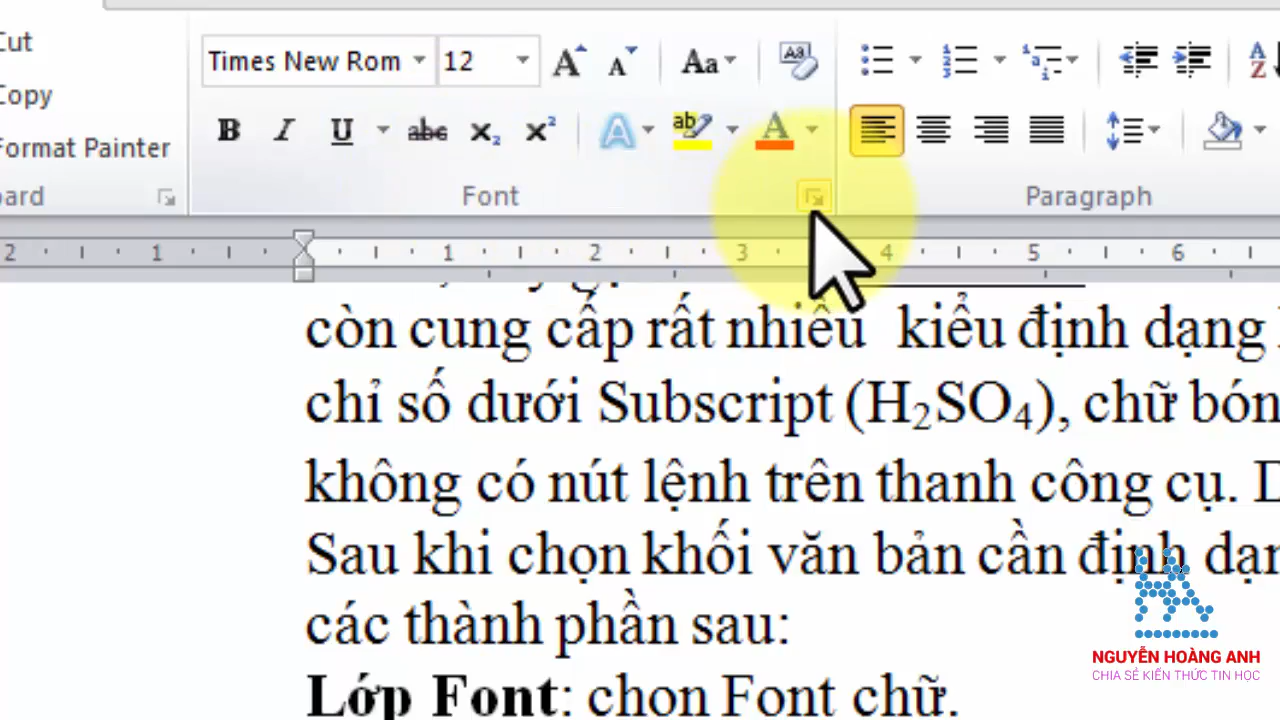 Cut
Copy
Format Painter
Times New Rom 12
Font
Paragraph
2 1 1 2 3 4 5 6
còn cung cấp rất nhiều kiểu định dạng
chỉ số dưới Subscript (H₂SO₄), chữ bón
không có nút lệnh trên thanh công cụ. D
Sau khi chọn khối văn bản cần định dạn
các thành phần sau:
Lớp Font: chọn Font chữ.
NGUYỄN HOÀNG ANH
CHIA SẺ KIẾN THỨC TIN HỌC